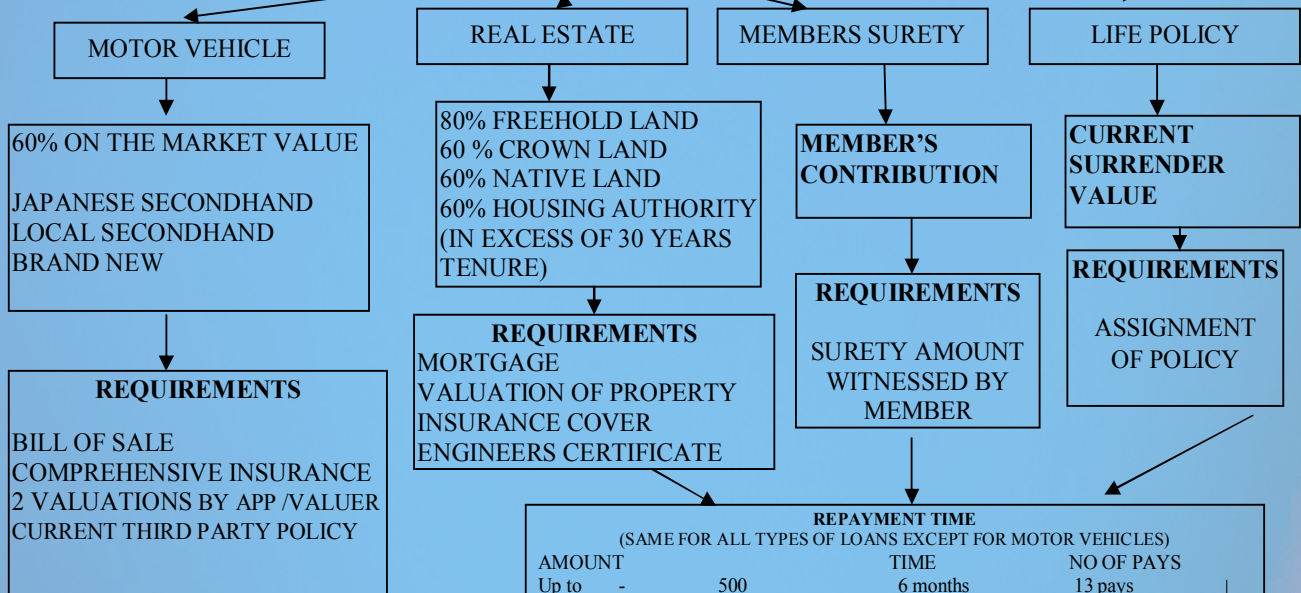 MOTOR VEHICLE
REAL ESTATE
MEMBERS SURETY
LIFE POLICY
60% ON THE MARKET VALUE
JAPANESE SECONDHAND
LOCAL SECONDHAND
BRAND NEW
80% FREEHOLD LAND
60 % CROWN LAND
60% NATIVE LAND
60% HOUSING AUTHORITY
(IN EXCESS OF 30 YEARS
TENURE)
MEMBER'S
CONTRIBUTION
CURRENT
SURRENDER
VALUE
REQUIREMENTS
BILL OF SALE
COMPREHENSIVE INSURANCE
2 VALUATIONS BY APP /VALUER
CURRENT THIRD PARTY POLICY
REQUIREMENTS
MORTGAGE
VALUATION OF PROPERTY
INSURANCE COVER
ENGINEERS CERTIFICATE
REQUIREMENTS
SURETY AMOUNT
WITNESSED BY
MEMBER
REQUIREMENTS
ASSIGNMENT
OF POLICY
REPAYMENT TIME
(SAME FOR ALL TYPES OF LOANS EXCEPT FOR MOTOR VEHICLES)
AMOUNT TIME NO OF PAYS
Up to - 500 6 months 13 pays